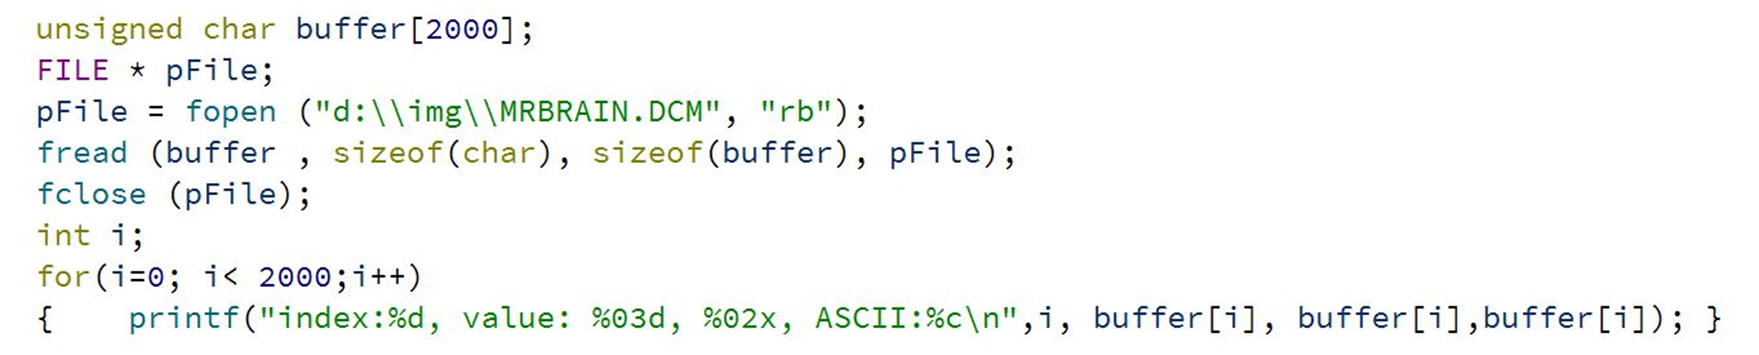 unsigned char buffer[2000];
FILE * pFile;
pFile = fopen ("d:\\img\\MRBRAIN.DCM", "rb");
fread (buffer , sizeof(char), sizeof(buffer), pFile);
fclose (pFile);
int i;
for(i=0; i< 2000;i++)
{    printf("index:%d, value: %03d, %02x, ASCII:%c\n",i, buffer[i], buffer[i],buffer[i]); }